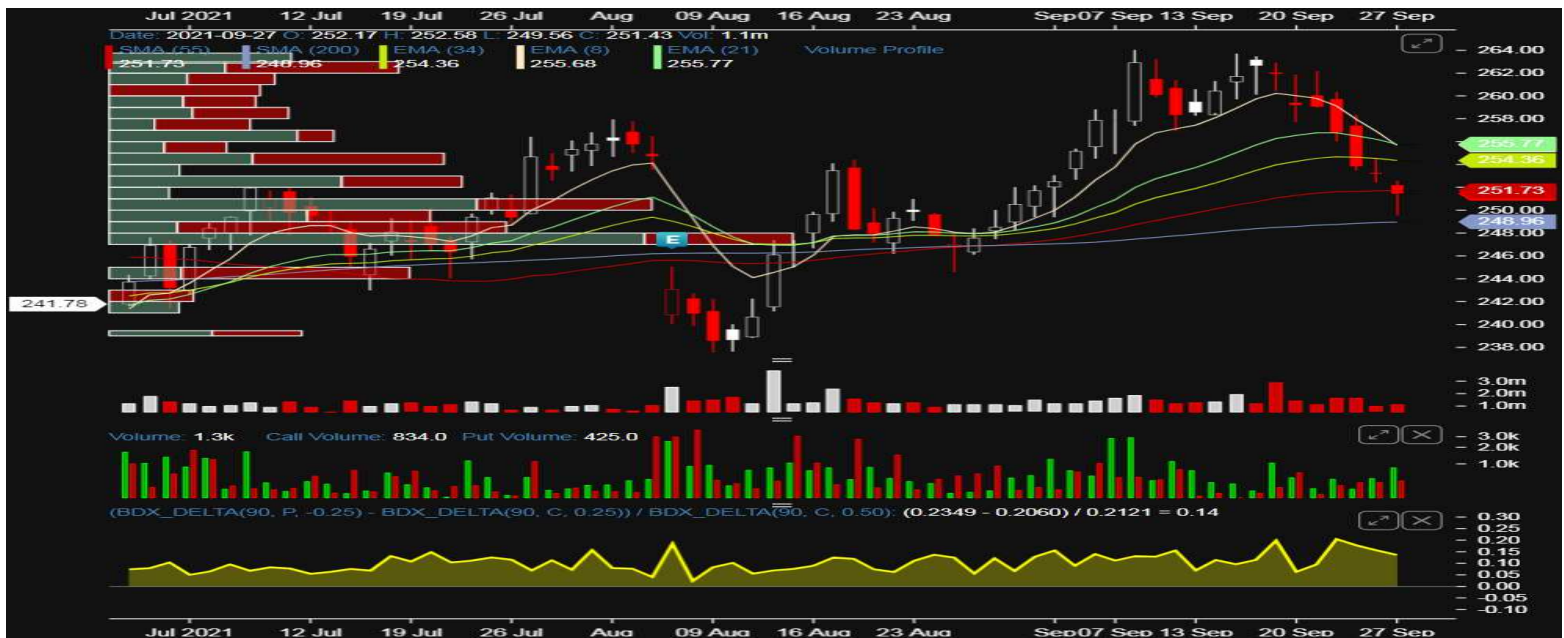 Jul 2021 12 Jul 19 Jul 26 Jul Aug 09 Aug 16 Aug 23 Aug Sep 07 Sep 13 Sep 20 Sep 27 Sep
Date: 2021-09-27 O: 252.17 H: 252.58 L: 249.56 C: 251.43 Vol: 1.1m
SMA (55) SMA (200) EMA (34) EMA (8) EMA (21) Volume Profile
251.73 248.96 254.36 255.68 255.77
264.00
262.00
260.00
258.00
255.77
254.36
251.73
250.00
248.96
248.00
E
246.00
244.00
241.78
242.00
240.00
238.00
3.0m
2.0m
1.0m
Volume: 1.3k Call Volume: 834.0 Put Volume: 425.0
3.0k
2.0k
1.0k
(BDX_DELTA(90, P, -0.25) - BDX_DELTA(90, C, 0.25)) / BDX_DELTA(90, C, 0.50): (0.2349 - 0.2060) / 0.2121 = 0.14
0.30
0.25
0.20
0.15
0.10
0.05
0.00
-0.05
-0.10
Jul 2021 12 Jul 19 Jul 26 Jul Aug 09 Aug 16 Aug 23 Aug Sep 07 Sep 13 Sep 20 Sep 27 Sep